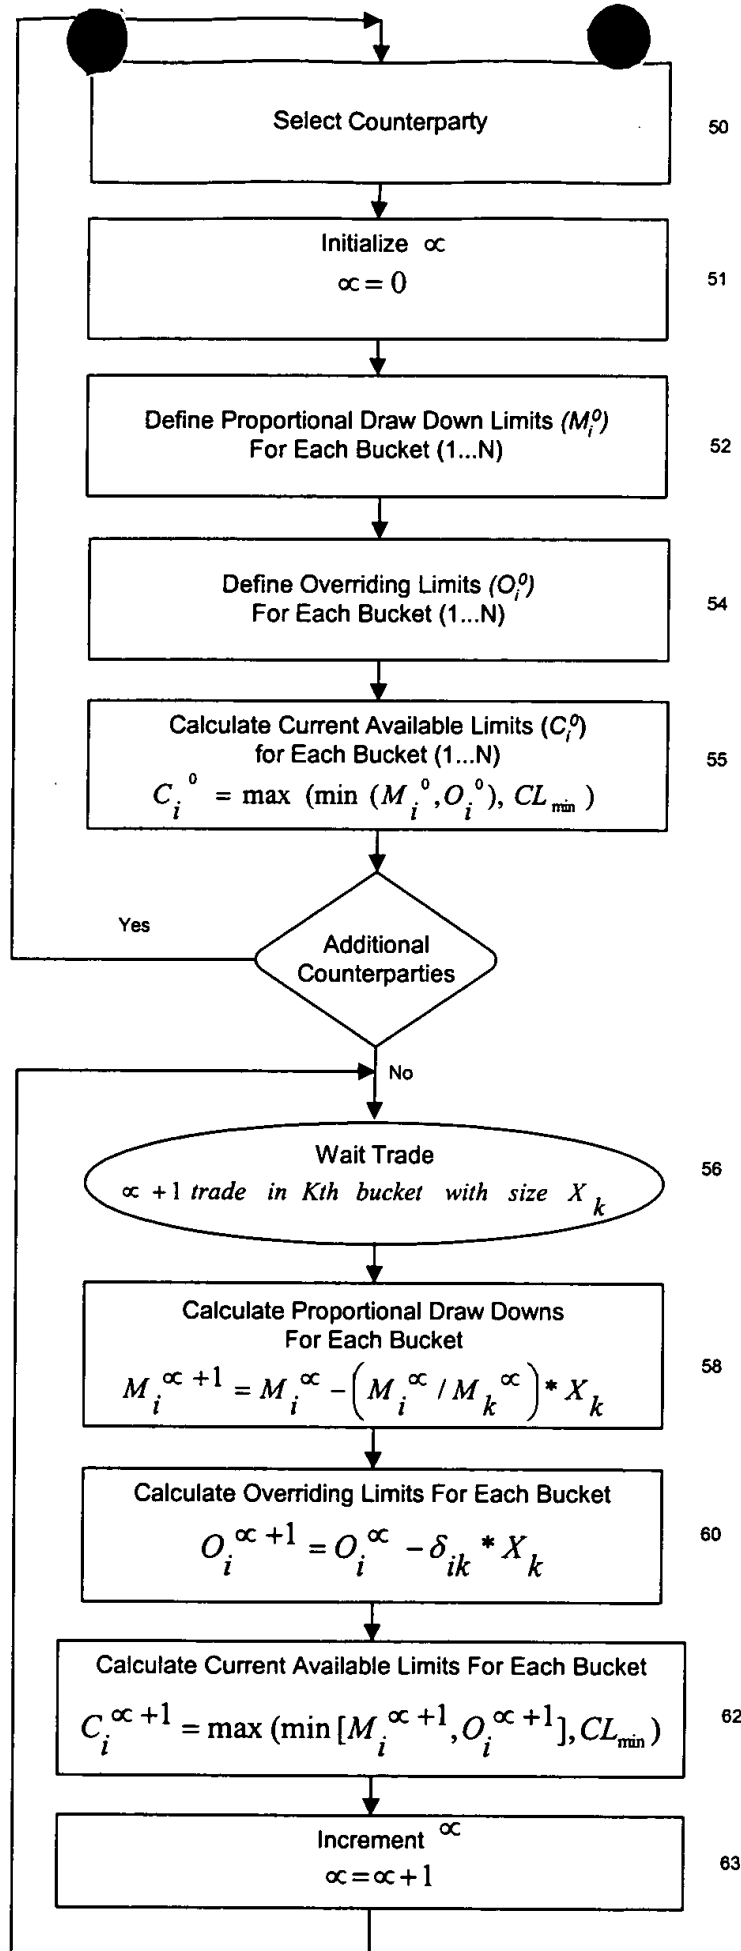 Select Counterparty
50
Initialize ∝
∝ = 0
51
Define Proportional Draw Down Limits (M_i^0)
For Each Bucket (1...N)
52
Define Overriding Limits (O_i^0)
For Each Bucket (1...N)
54
Calculate Current Available Limits (C_i^0)
for Each Bucket (1...N)
C_i^0 = max (min (M_i^0, O_i^0), CL_min)
55
Yes
Additional
Counterparties
No
Wait Trade
∝ +1 trade in Kth bucket with size X_k
56
Calculate Proportional Draw Downs
For Each Bucket
M_i^{∝+1} = M_i^∝ - (M_i^∝ / M_k^∝) * X_k
58
Calculate Overriding Limits For Each Bucket
O_i^{∝+1} = O_i^∝ - δ_{ik} * X_k
60
Calculate Current Available Limits For Each Bucket
C_i^{∝+1} = max (min [M_i^{∝+1}, O_i^{∝+1}], CL_min)
62
Increment ∝
∝ = ∝ + 1
63